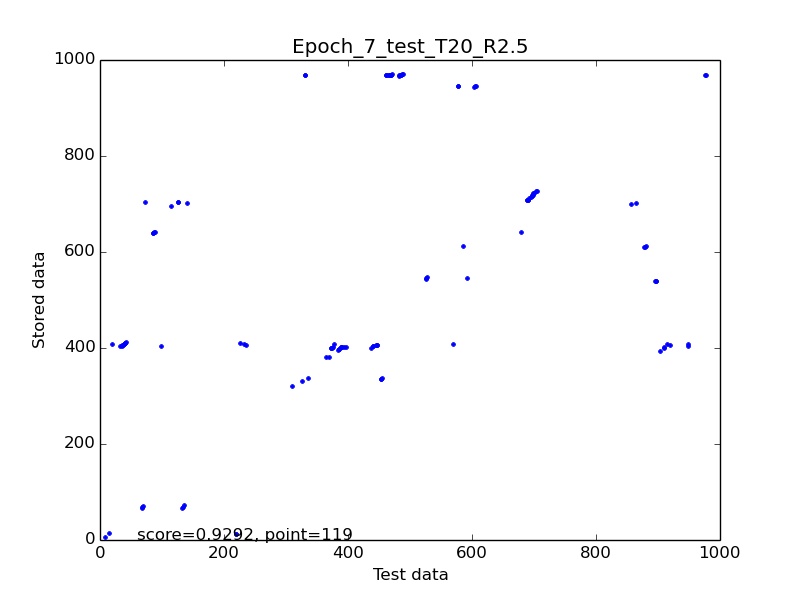 Epoch_7_test_T20_R2.5
1000
800
600
400
200
0
Stored data
score=0.9292, point=119
0 200 400 600 800 1000
Test data